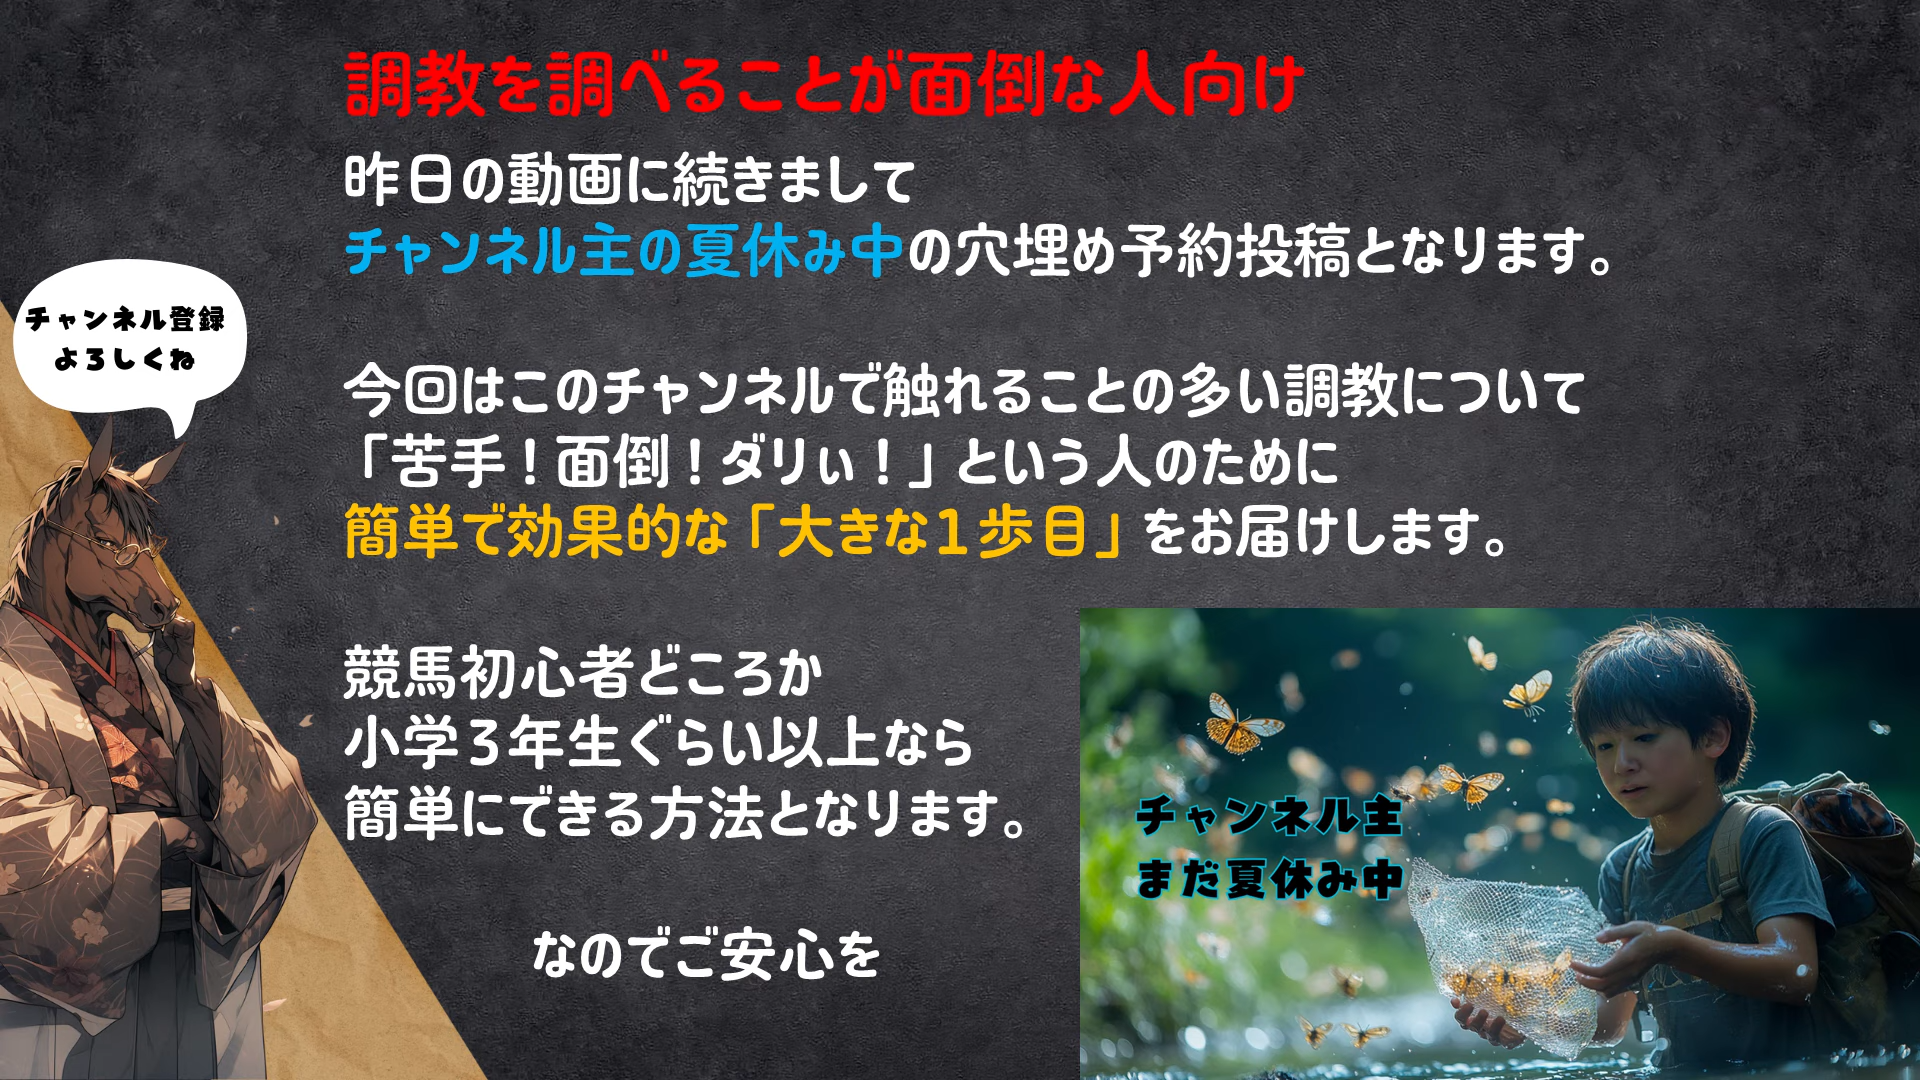 調教を調べることが面倒な人向け
昨日の動画に続きまして
チャンネル主の夏休み中の穴埋め予約投稿となります。
チャンネル登録
よろしくね
今回はこのチャンネルで触れることの多い調教について
「苦手！面倒！ダリぃ！」という人のために
簡単で効果的な「大きな１歩目」をお届けします。
競馬初心者どころか
小学３年生ぐらい以上なら
簡単にできる方法となります。
なのでご安心を
チャンネル主
まだ夏休み中